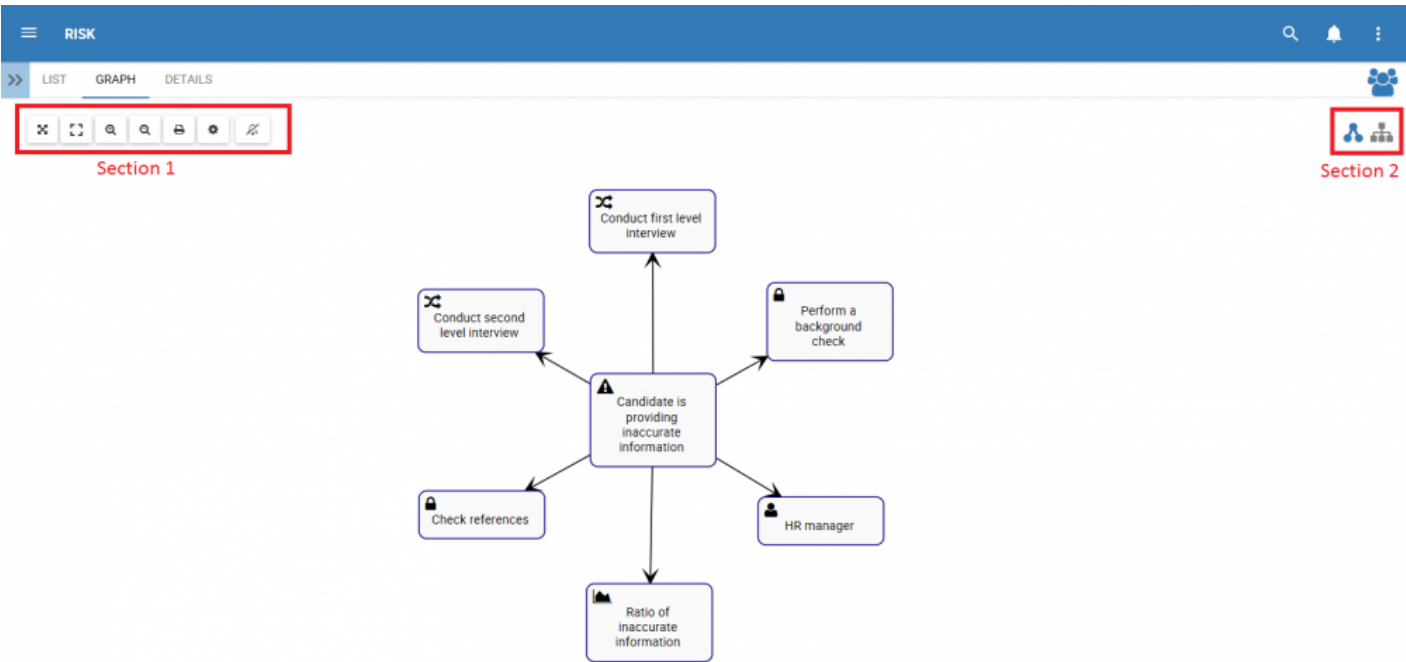 RISK
LIST GRAPH DETAILS
Section 1
Section 2
Conduct first level
interview
Conduct second
level interview
Perform a
background
check
Candidate is
providing
inaccurate
information
Check references
HR manager
Ratio of
inaccurate
information